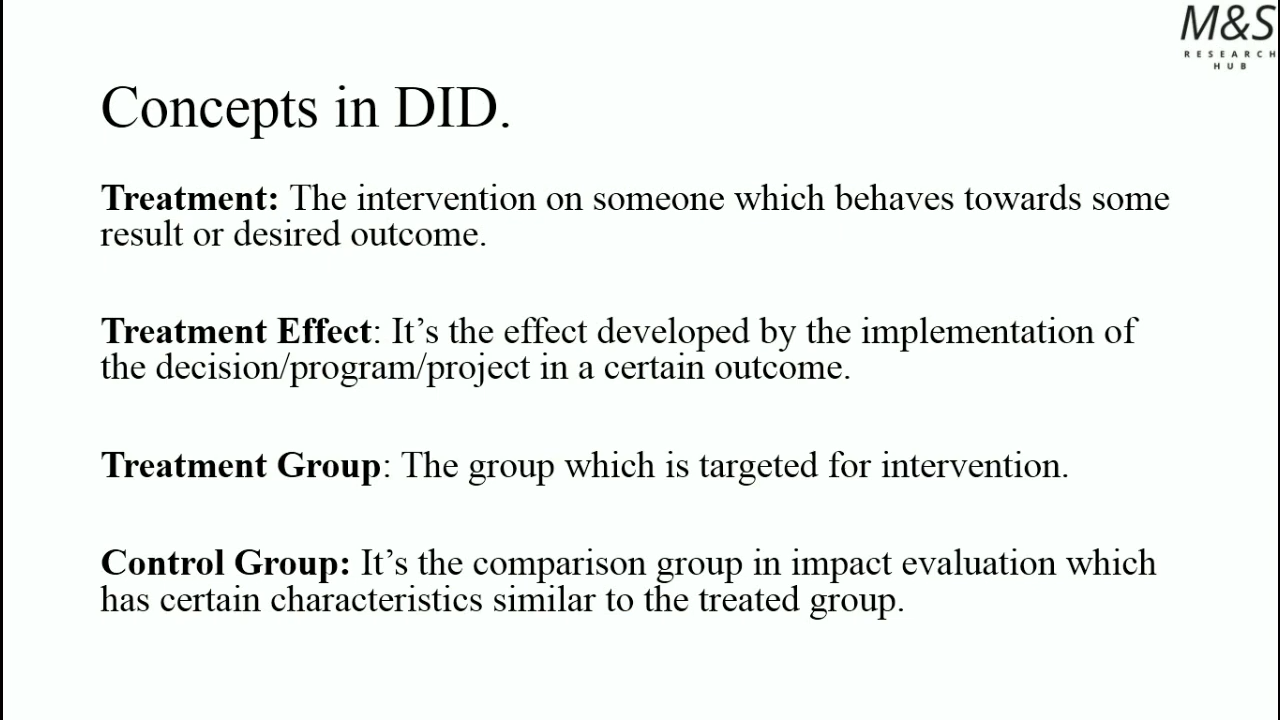 M&S
RESEARCH
HUB
Concepts in DID.
Treatment: The intervention on someone which behaves towards some
result or desired outcome.
Treatment Effect: It’s the effect developed by the implementation of
the decision/program/project in a certain outcome.
Treatment Group: The group which is targeted for intervention.
Control Group: It’s the comparison group in impact evaluation which
has certain characteristics similar to the treated group.